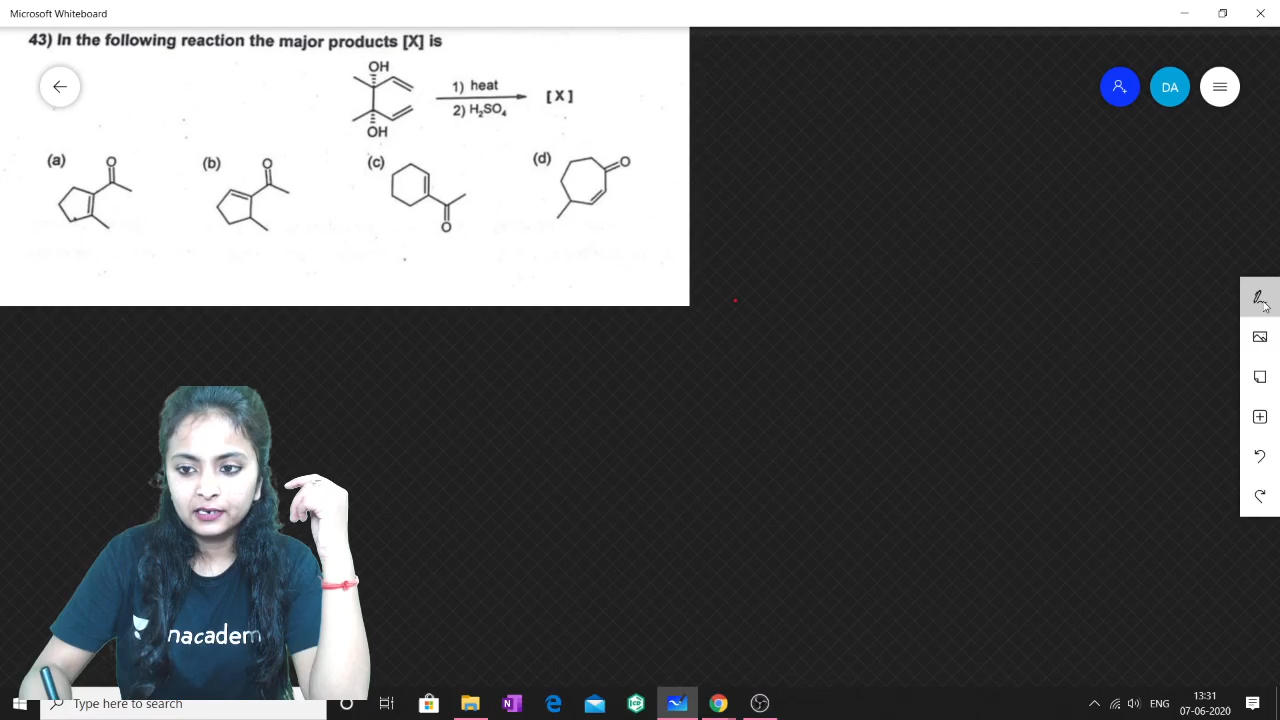 Microsoft Whiteboard
43) In the following reaction the major products [X] is
OH
1) heat
2) H₂SO₄
[X]
OH
(a)
O
(b)
O
(c)
O
(d)
O
DA
nacadem
Type here to search
ENG
13:31
07-06-2020